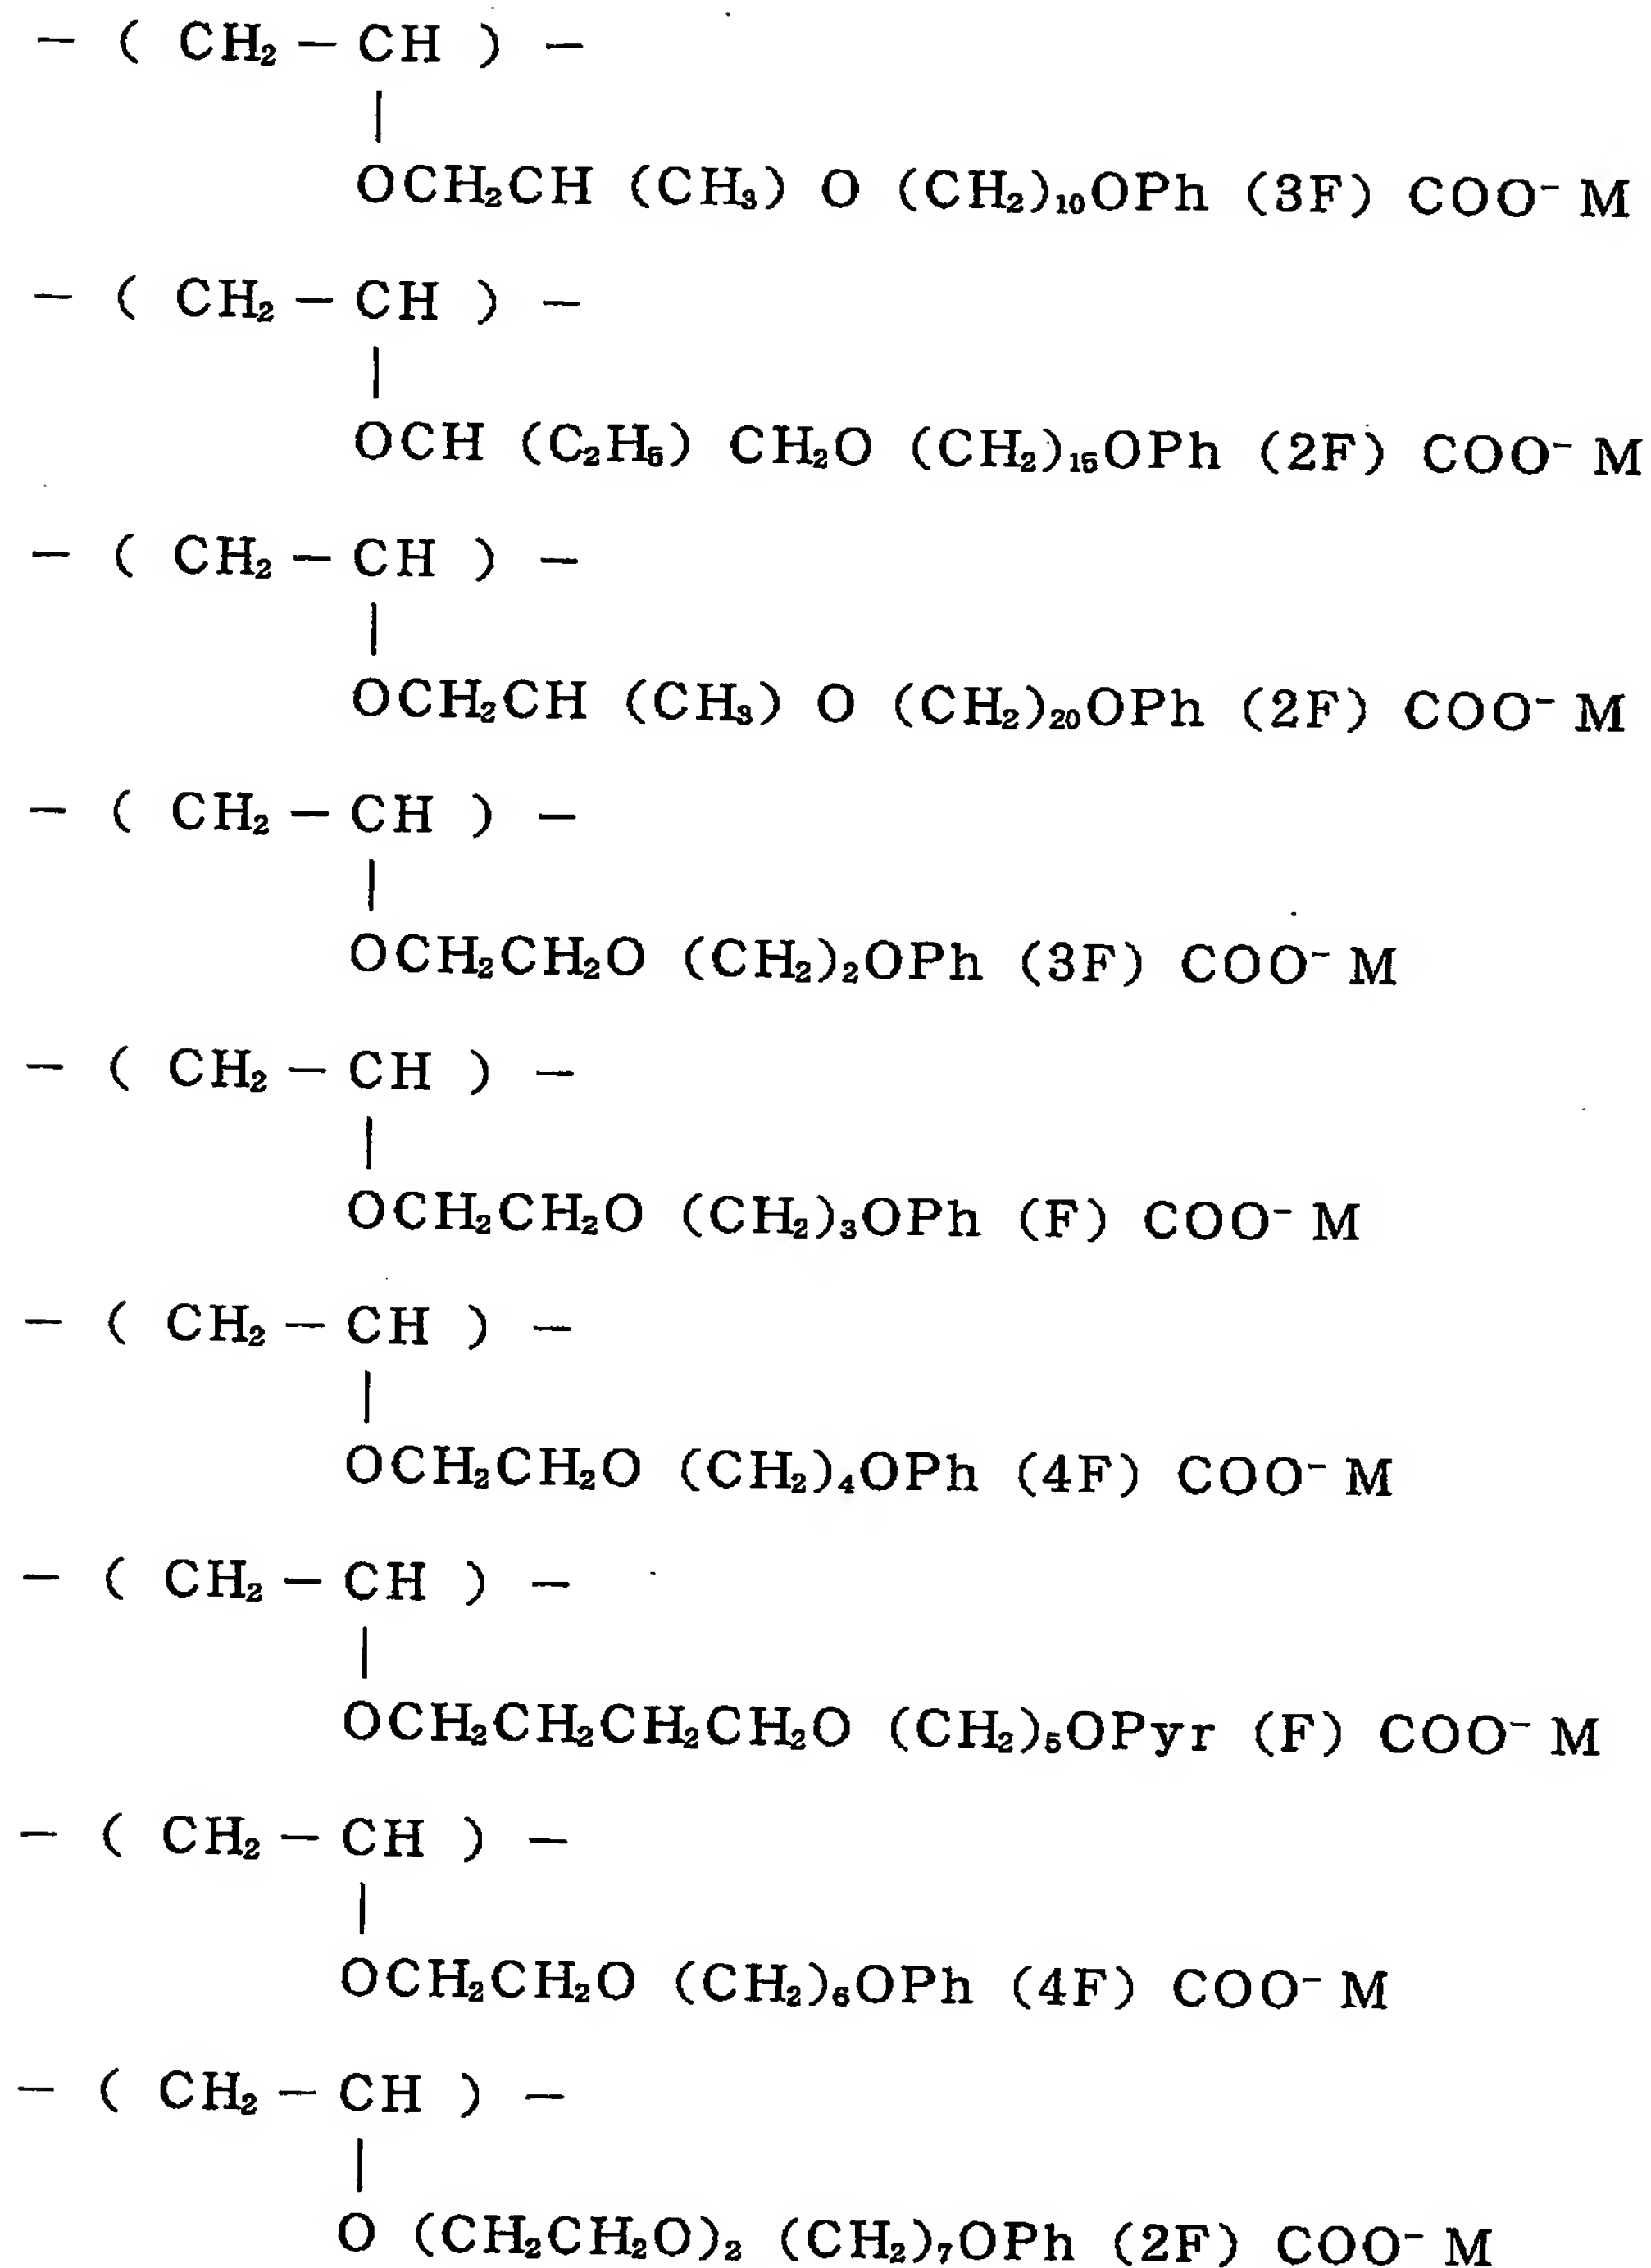 — ( CH₂ — CH ) —
|
OCH₂CH (CH₃) O (CH₂)₁₀OPh (3F) COO⁻ M
— ( CH₂ — CH ) —
|
OCH (C₂H₅) CH₂O (CH₂)₁₅OPh (2F) COO⁻ M
— ( CH₂ — CH ) —
|
OCH₂CH (CH₃) O (CH₂)₂₀OPh (2F) COO⁻ M
— ( CH₂ — CH ) —
|
OCH₂CH₂O (CH₂)₂OPh (3F) COO⁻ M
— ( CH₂ — CH ) —
|
OCH₂CH₂O (CH₂)₃OPh (F) COO⁻ M
— ( CH₂ — CH ) —
|
OCH₂CH₂O (CH₂)₄OPh (4F) COO⁻ M
— ( CH₂ — CH ) —
|
OCH₂CH₂CH₂CH₂O (CH₂)₅OPyr (F) COO⁻ M
— ( CH₂ — CH ) —
|
OCH₂CH₂O (CH₂)₆OPh (4F) COO⁻ M
— ( CH₂ — CH ) —
|
O (CH₂CH₂O)₂ (CH₂)₇OPh (2F) COO⁻ M